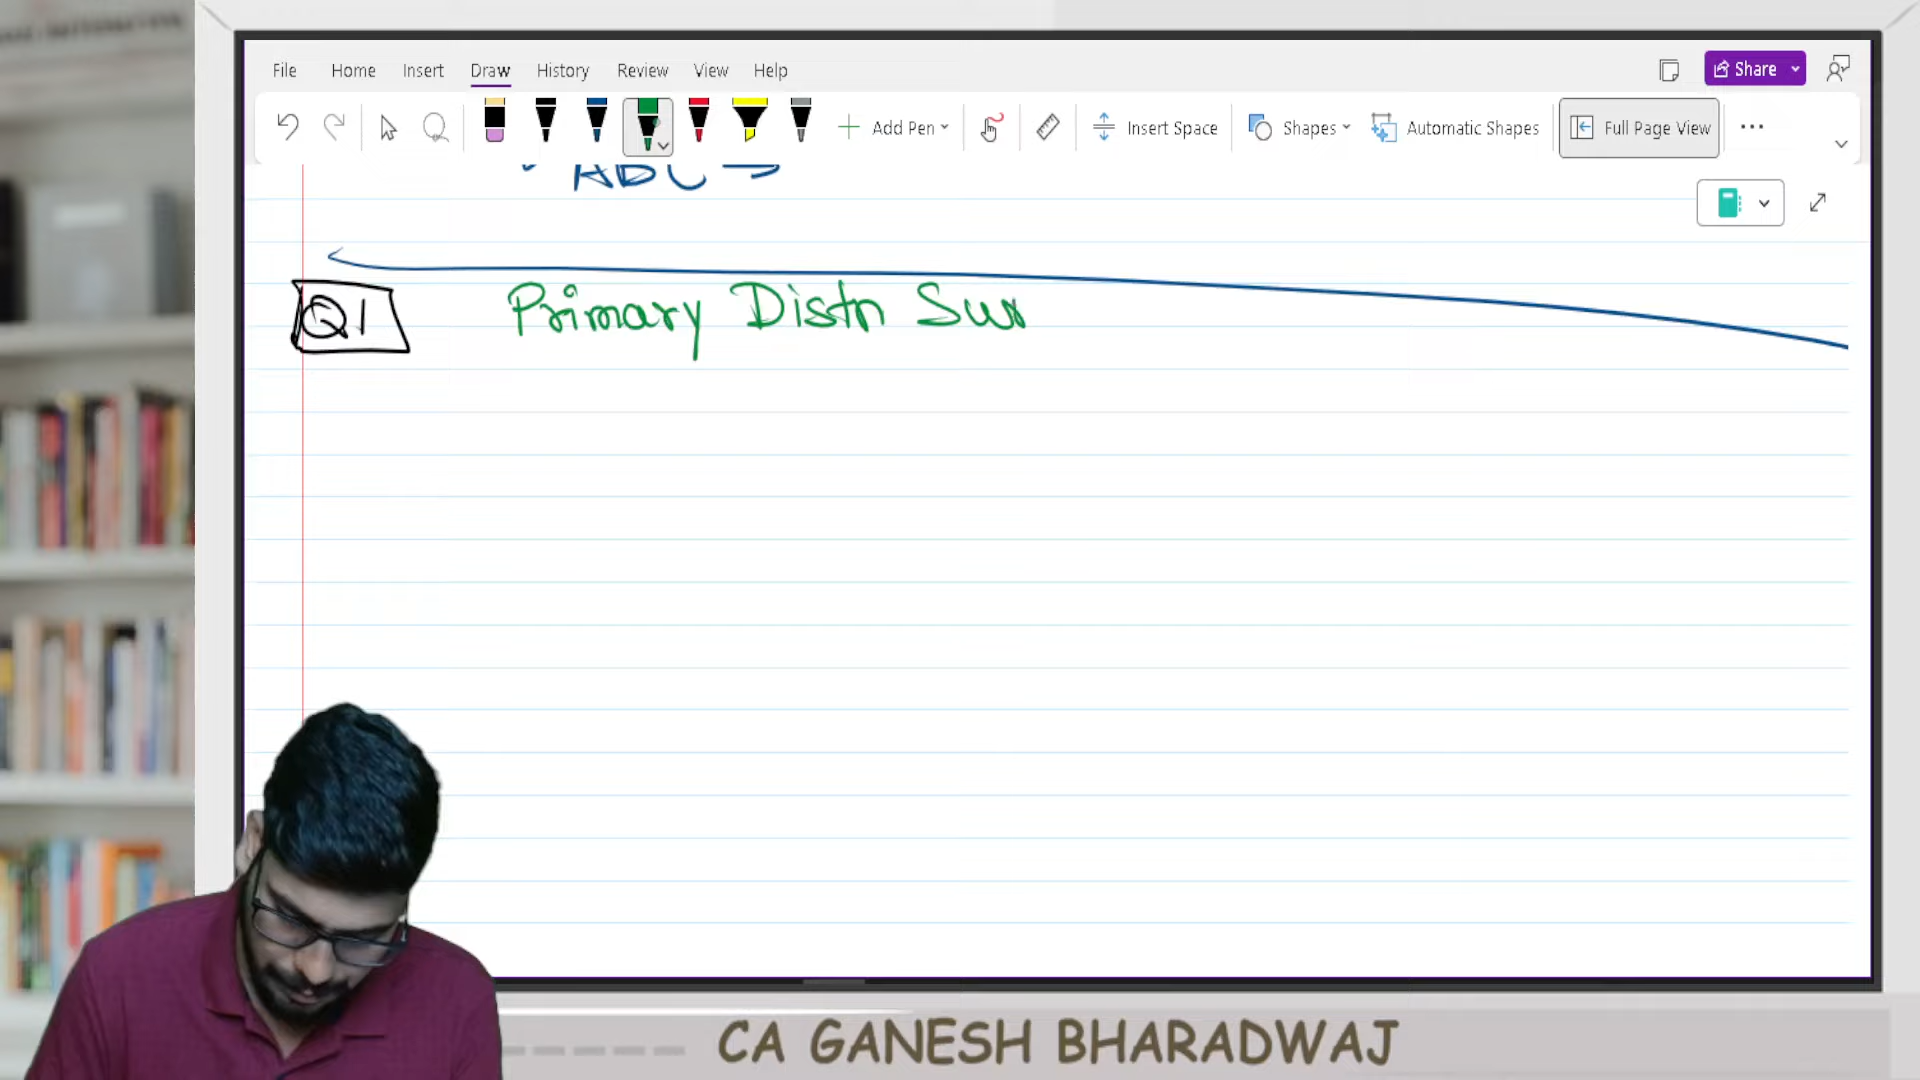 File Home Insert Draw History Review View Help Share
Add Pen Insert Space Shapes Automatic Shapes Full Page View ...
ABC →
Q1 Primary Distn Sum
CA GANESH BHARADWAJ